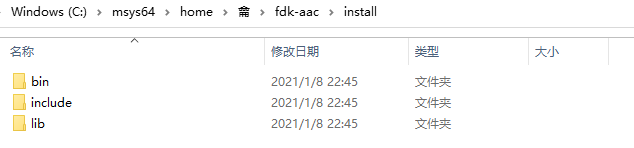 Windows (C:) › msys64 › home › 龠 › fdk-aac › install
名称 修改日期 类型 大小
bin 2021/1/8 22:45 文件夹
include 2021/1/8 22:45 文件夹
lib 2021/1/8 22:45 文件夹